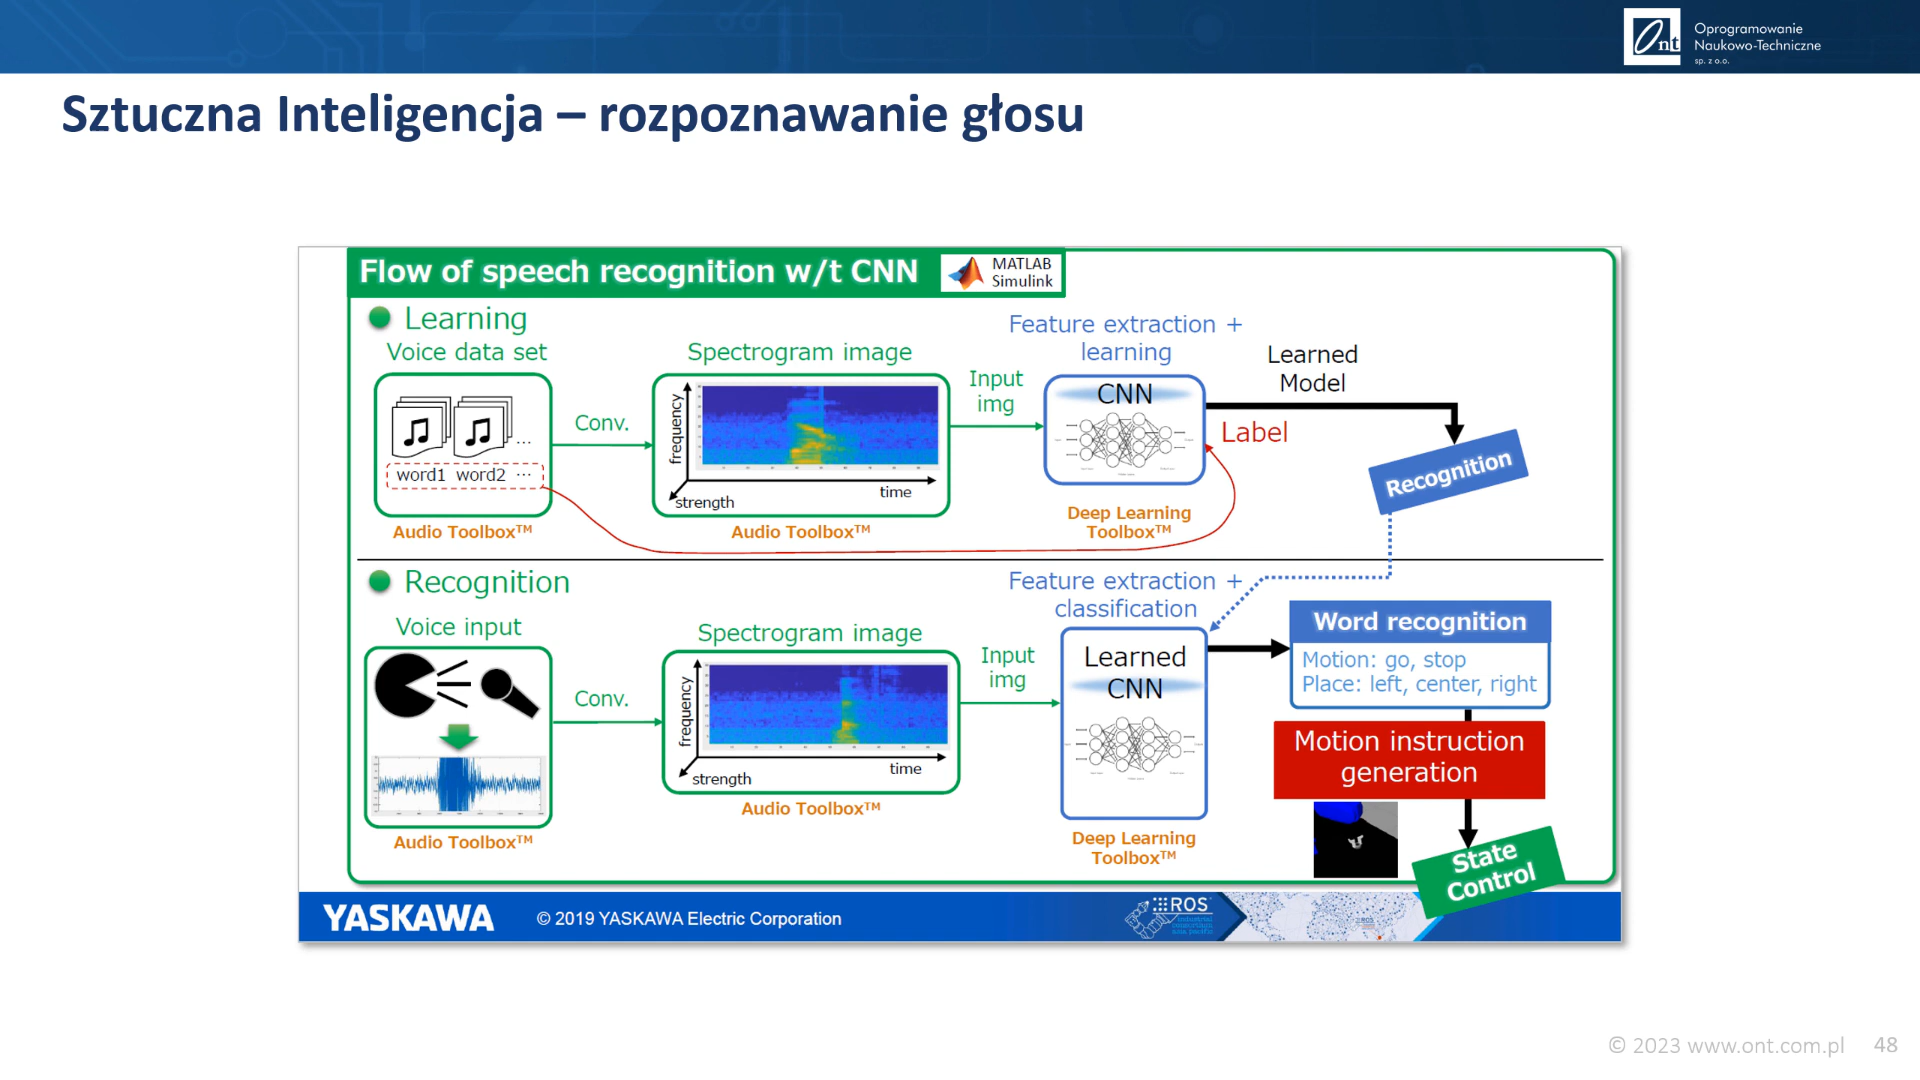 Ont
Oprogramowanie
Naukowo-Techniczne
sp. z o.o.
Sztuczna Inteligencja – rozpoznawanie głosu
Flow of speech recognition w/t CNN
MATLAB
Simulink
Learning
Voice data set
word1 word2 ...
...
Audio Toolbox™
Conv.
Spectrogram image
frequency
time
strength
Audio Toolbox™
Input
img
Feature extraction +
learning
CNN
Deep Learning
Toolbox™
Label
Learned
Model
Recognition
Recognition
Voice input
Audio Toolbox™
Conv.
Spectrogram image
frequency
time
strength
Audio Toolbox™
Input
img
Feature extraction +
classification
Learned
CNN
Deep Learning
Toolbox™
Word recognition
Motion: go, stop
Place: left, center, right
Motion instruction
generation
State
Control
YASKAWA
© 2019 YASKAWA Electric Corporation
ROS
© 2023 www.ont.com.pl
48